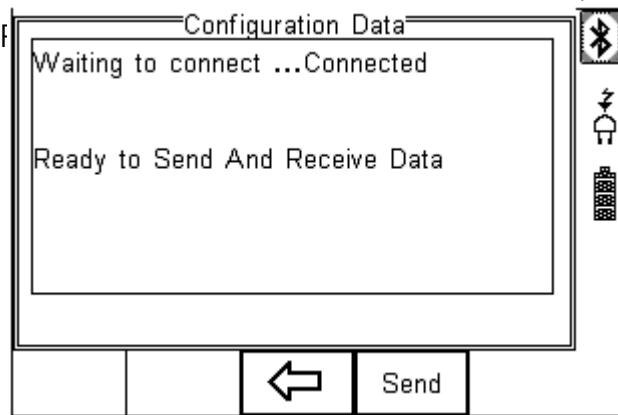 Configuration Data
Waiting to connect ...Connected
Ready to Send And Receive Data
Send